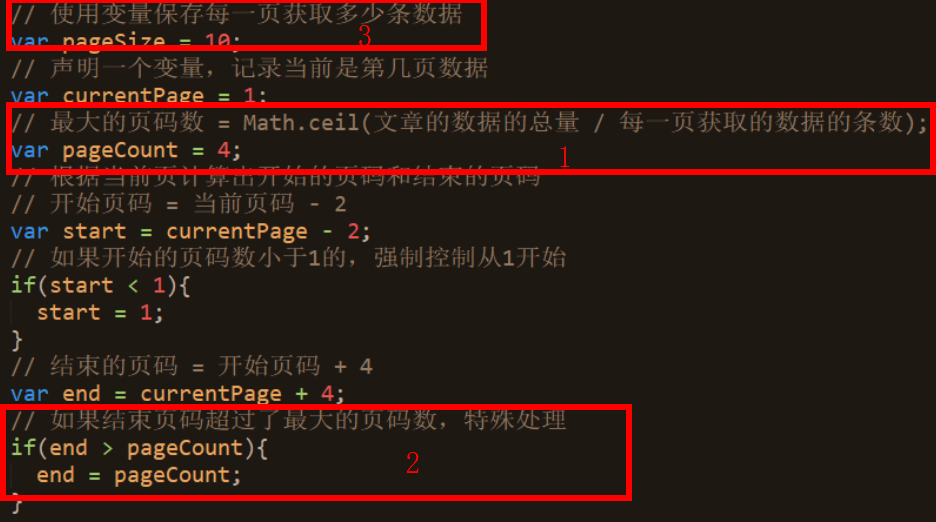 // 使用变量保存每一页获取多少条数据
var pageSize = 10;
3
// 声明一个变量，记录当前是第几页数据
var currentPage = 1;
// 最大的页码数 = Math.ceil(文章的数据的总量 / 每一页获取的数据的条数);
var pageCount = 4;
1
// 根据当前页计算出开始的页码和结束的页码
// 开始页码 = 当前页码 - 2
var start = currentPage - 2;
// 如果开始的页码数小于1的，强制控制从1开始
if(start < 1){
start = 1;
}
// 结束的页码 = 开始页码 + 4
var end = currentPage + 4;
// 如果结束页码超过了最大的页码数，特殊处理
if(end > pageCount){
2
end = pageCount;
}